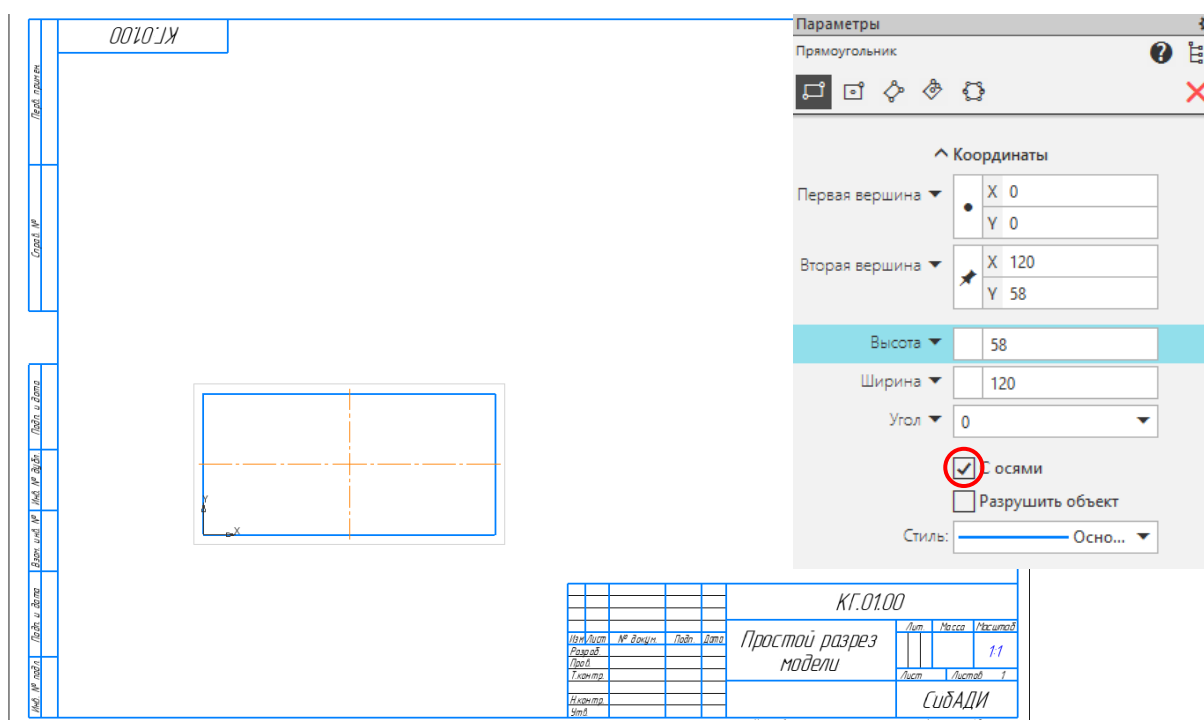 КГ.01.00
Перв. примен.
Справ. №
Подп. и дата
Инв. № дубл.
Взам. инв. №
Подп. и дата
Инв. № подл.
Y
X
Параметры
Прямоугольник
Координаты
Первая вершина X 0
Y 0
Вторая вершина X 120
Y 58
Высота 58
Ширина 120
Угол 0
С осями
Разрушить объект
Стиль: Осно...
КГ.01.00
Изм. Лист № докум. Подп. Дата
Разраб.
Пров.
Т.контр.
Н.контр.
Утв.
Простой разрез
модели
Лит. Масса Масштаб
1:1
Лист Листов 1
СибАДИ